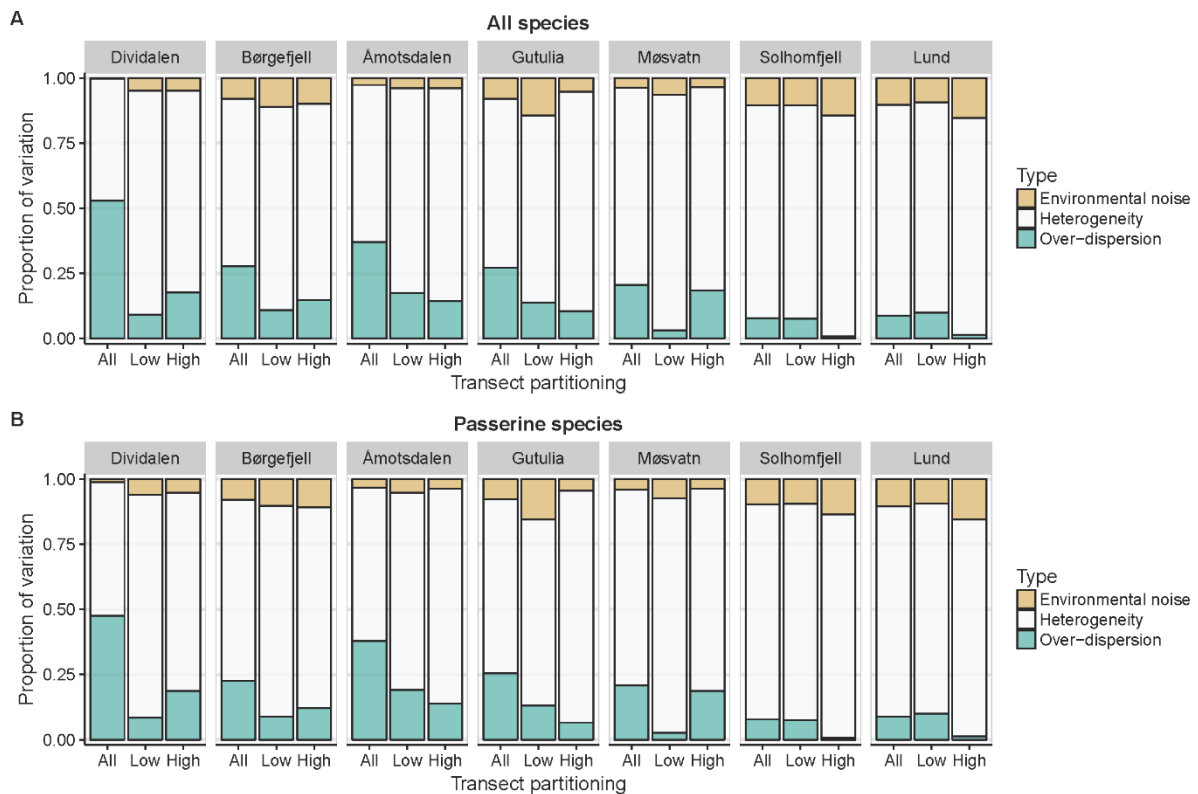 A
All species
Dividalen Børgefjell Åmotsdalen Gutulia Møsvatn Solhomfjell Lund
Proportion of variation
1.00
0.75
0.50
0.25
0.00
All Low High All Low High All Low High All Low High All Low High All Low High All Low High
Transect partitioning
Type
Environmental noise
Heterogeneity
Over-dispersion
B
Passerine species
Dividalen Børgefjell Åmotsdalen Gutulia Møsvatn Solhomfjell Lund
Proportion of variation
1.00
0.75
0.50
0.25
0.00
All Low High All Low High All Low High All Low High All Low High All Low High All Low High
Transect partitioning
Type
Environmental noise
Heterogeneity
Over-dispersion